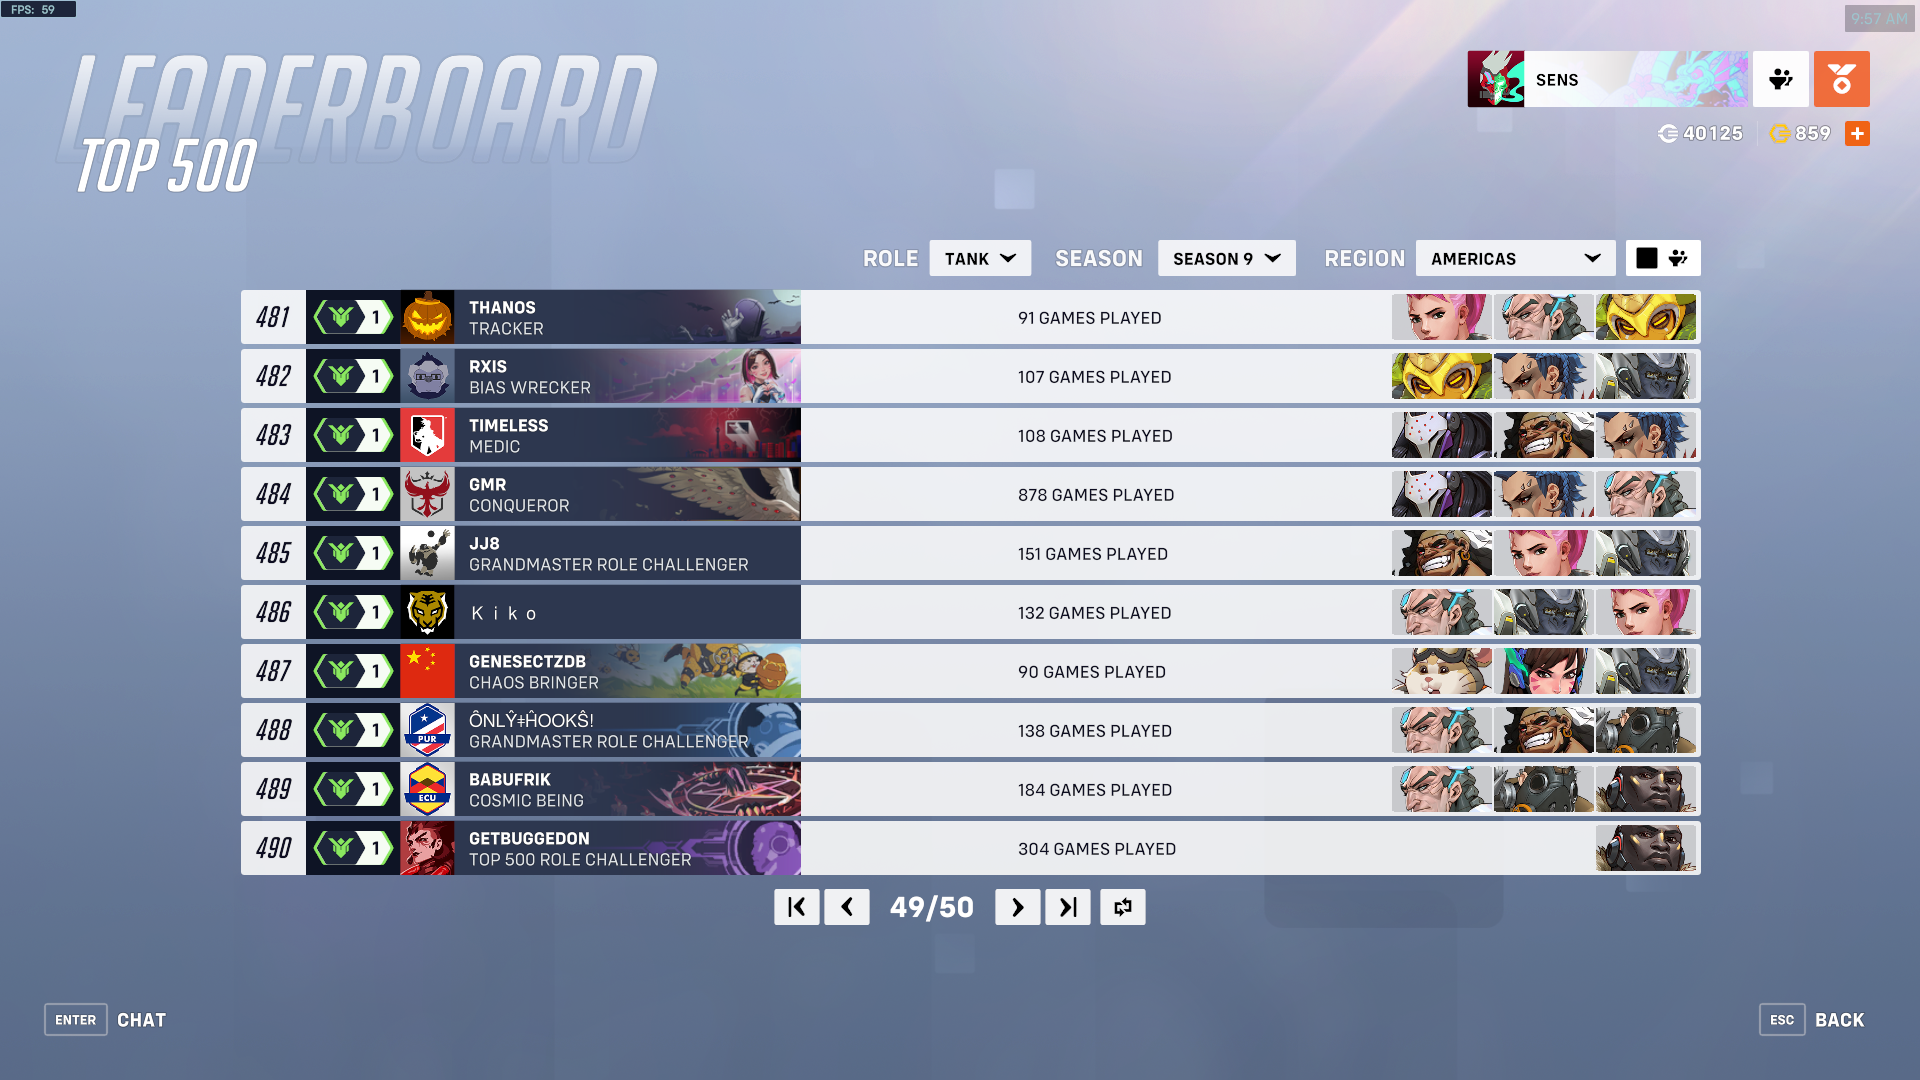 FPS: 59
9:57 AM
LEADERBOARD
TOP 500
SENS
40125
859
ROLE TANK SEASON SEASON 9 REGION AMERICAS
481 1 THANOS 91 GAMES PLAYED
TRACKER
482 1 RXIS 107 GAMES PLAYED
BIAS WRECKER
483 1 TIMELESS 108 GAMES PLAYED
MEDIC
484 1 GMR 878 GAMES PLAYED
CONQUEROR
485 1 JJ8 151 GAMES PLAYED
GRANDMASTER ROLE CHALLENGER
486 1 K i k o 132 GAMES PLAYED
487 1 GENESECTZDB 90 GAMES PLAYED
CHAOS BRINGER
488 1 PUR ÔNLŶ‡ĤOOKŜ! 138 GAMES PLAYED
GRANDMASTER ROLE CHALLENGER
489 1 ECU BABUFRIK 184 GAMES PLAYED
COSMIC BEING
490 1 GETBUGGEDON 304 GAMES PLAYED
TOP 500 ROLE CHALLENGER
49/50
ENTER CHAT
ESC BACK